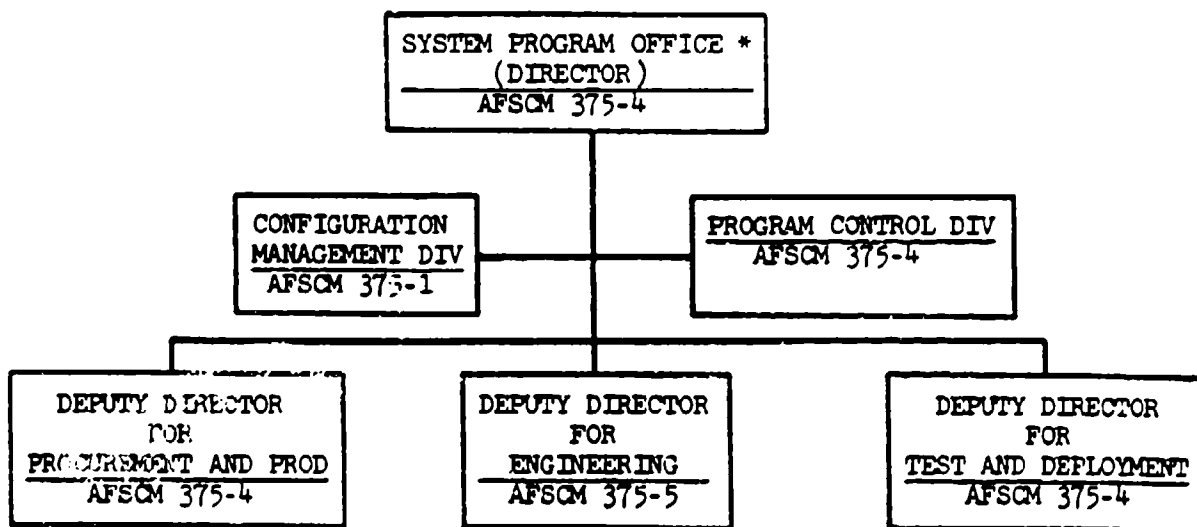 SYSTEM PROGRAM OFFICE *
(DIRECTOR)
AFSCM 375-4
CONFIGURATION
MANAGEMENT DIV
AFSCM 375-1
PROGRAM CONTROL DIV
AFSCM 375-4
DEPUTY DIRECTOR
FOR
PROCUREMENT AND PROD
AFSCM 375-4
DEPUTY DIRECTOR
FOR
ENGINEERING
AFSCM 375-5
DEPUTY DIRECTOR
FOR
TEST AND DEPLOYMENT
AFSCM 375-4